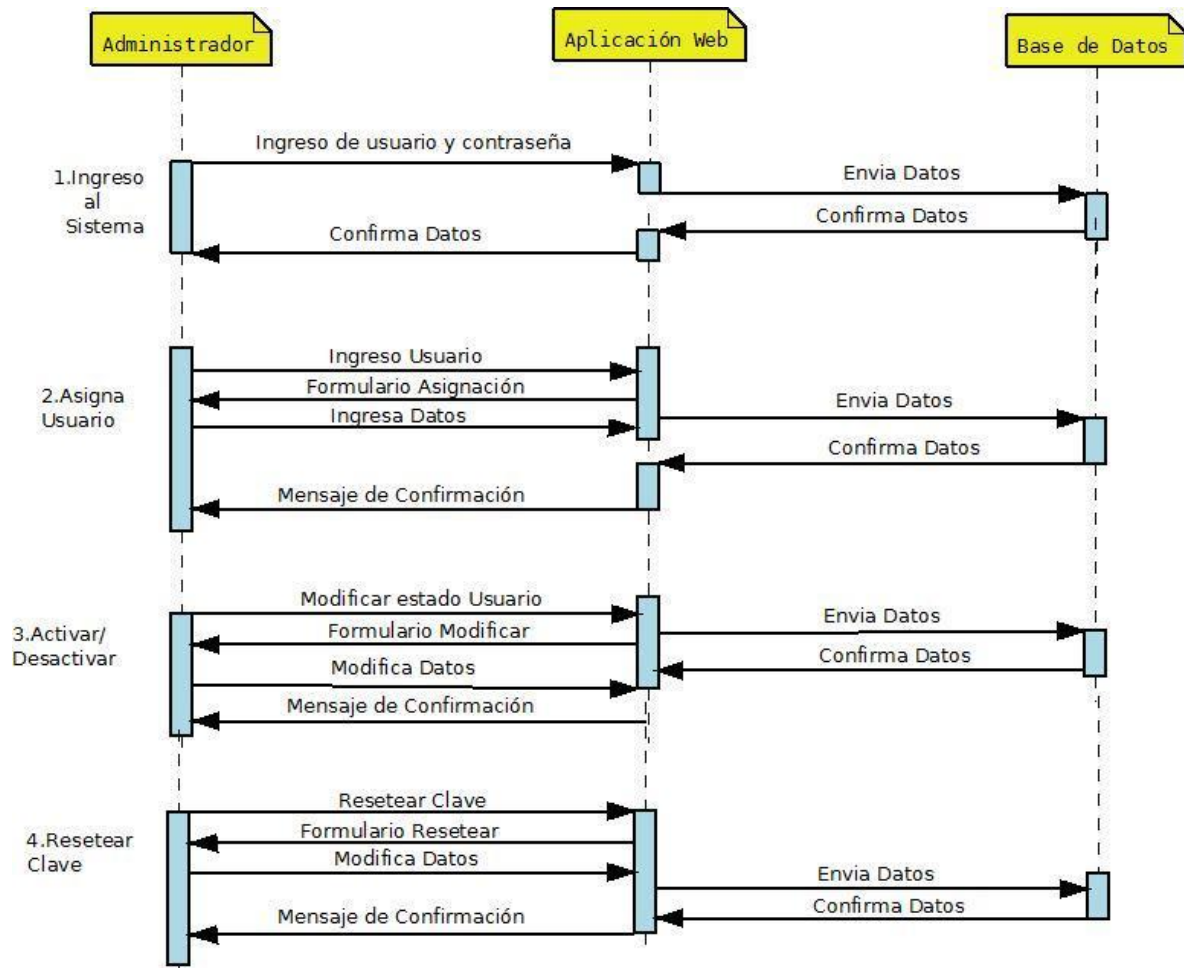 Administrador
Aplicación Web
Base de Datos
Ingreso de usuario y contraseña
1.Ingreso
al
Sistema
Envia Datos
Confirma Datos
Confirma Datos
Ingreso Usuario
2.Asigna
Usuario
Formulario Asignación
Envia Datos
Ingresa Datos
Confirma Datos
Mensaje de Confirmación
Modificar estado Usuario
3.Activar/
Desactivar
Envia Datos
Formulario Modificar
Confirma Datos
Modifica Datos
Mensaje de Confirmación
Resetear Clave
4.Resetear
Clave
Formulario Resetear
Modifica Datos
Envia Datos
Confirma Datos
Mensaje de Confirmación